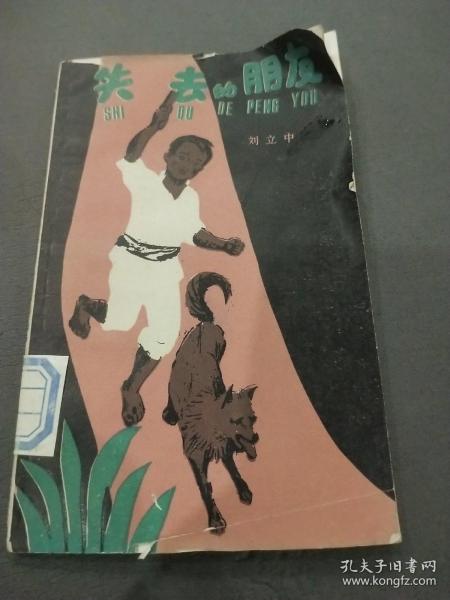 失去的朋友
SHI QU DE PENG YOU
刘立中
孔夫子旧书网
www.kongfz.com